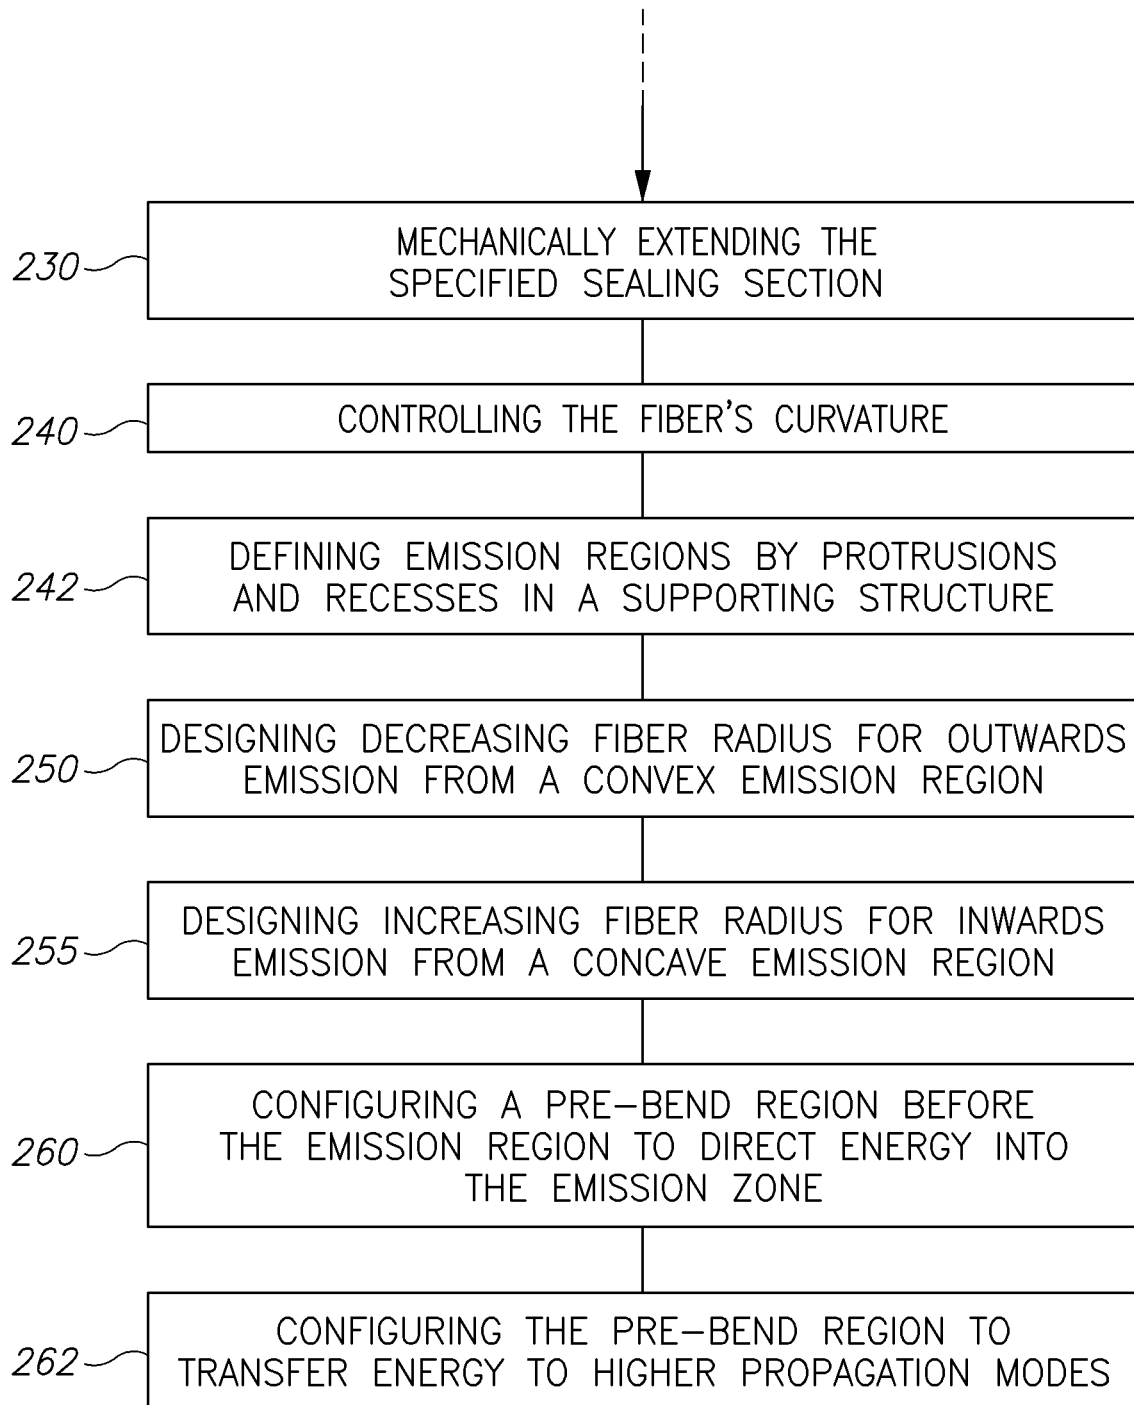 230
MECHANICALLY EXTENDING THE
SPECIFIED SEALING SECTION
240
CONTROLLING THE FIBER'S CURVATURE
242
DEFINING EMISSION REGIONS BY PROTRUSIONS
AND RECESSES IN A SUPPORTING STRUCTURE
250
DESIGNING DECREASING FIBER RADIUS FOR OUTWARDS
EMISSION FROM A CONVEX EMISSION REGION
255
DESIGNING INCREASING FIBER RADIUS FOR INWARDS
EMISSION FROM A CONCAVE EMISSION REGION
260
CONFIGURING A PRE-BEND REGION BEFORE
THE EMISSION REGION TO DIRECT ENERGY INTO
THE EMISSION ZONE
262
CONFIGURING THE PRE-BEND REGION TO
TRANSFER ENERGY TO HIGHER PROPAGATION MODES